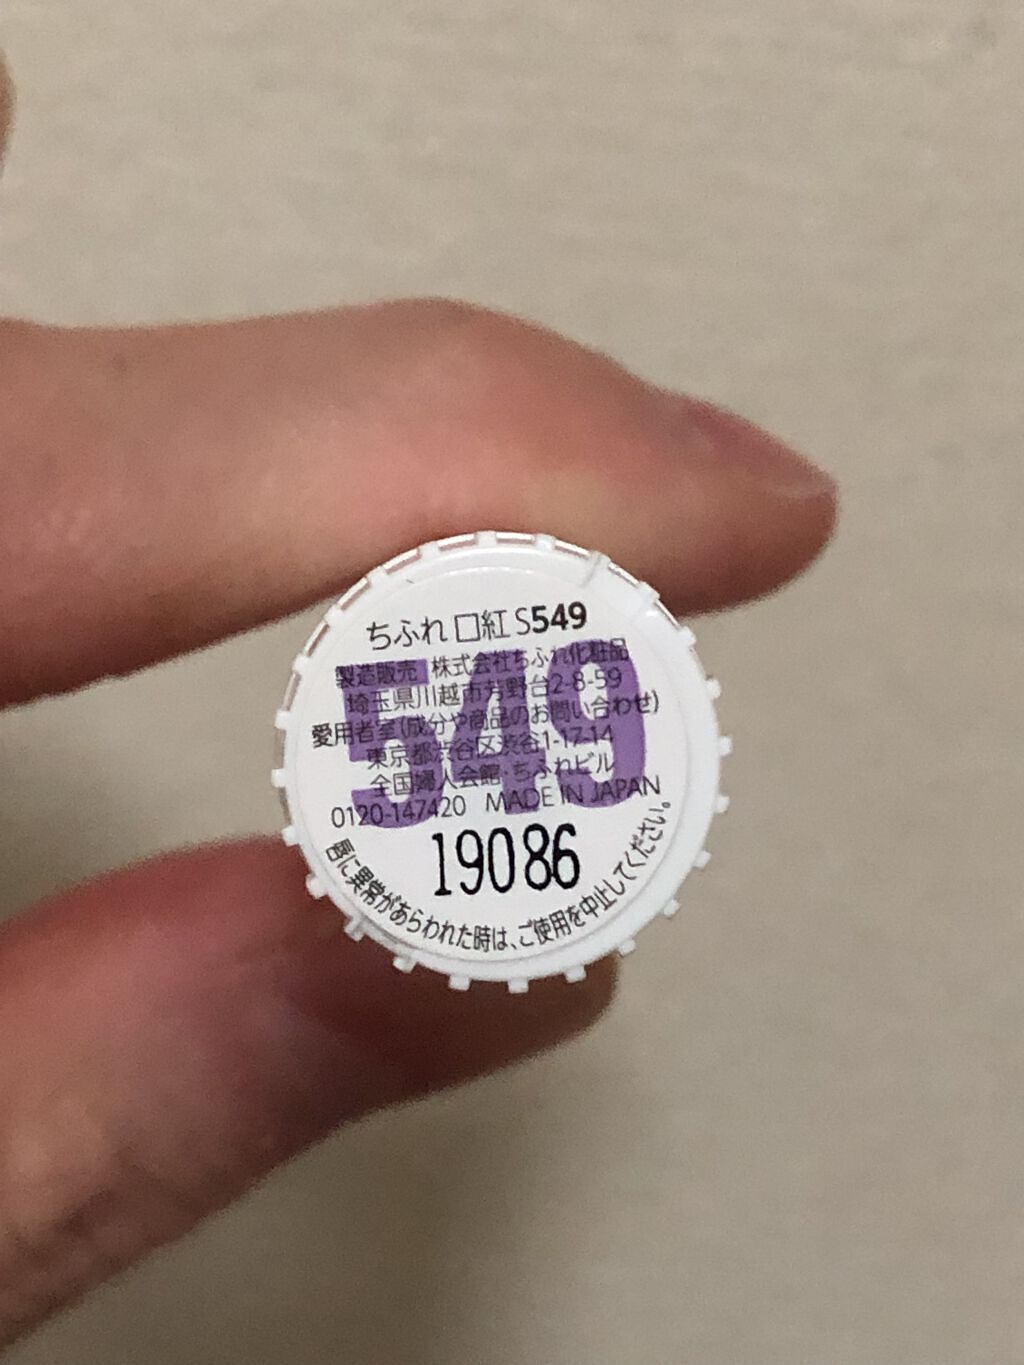 ちふれ 口紅 S549
549
製造販売 株式会社ちふれ化粧品
埼玉県川越市芳野台2-8-59
愛用者室(成分や商品のお問い合わせ)
東京都渋谷区渋谷1-17-14
全国婦人会館・ちふれビル
0120-147420 MADE IN JAPAN
19086
唇に異常があらわれた時は、ご使用を中止してください。